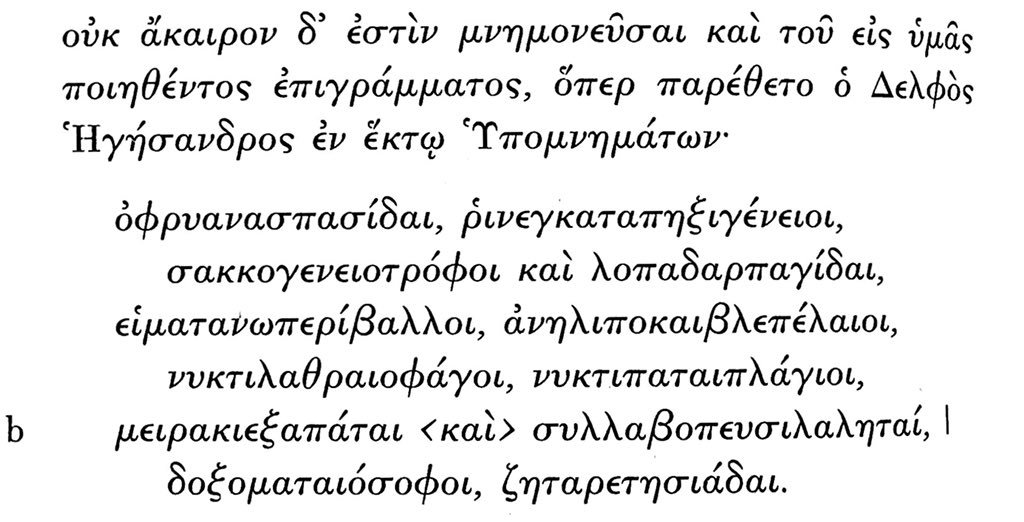 οὐκ ἄκαιρον δ’ ἐστὶν μνημονεῦσαι καὶ τοῦ εἰς ὑμᾶς
ποιηθέντος ἐπιγράμματος, ὅπερ παρέθετο ὁ Δελφὸς
Ἡγήσανδρος ἐν ἕκτῳ Ὑπομνημάτων·
ὀφρυανασπασίδαι, ῥινεγκαταπηξιγένειοι,
σακκογενειοτρόφοι καὶ λοπαδαρπαγίδαι,
εἱματανωπερίβαλλοι, ἀνηλιποκαιβλεπέλαιοι,
νυκτιλαθραιοφάγοι, νυκτιπαταιπλάγιοι,
b μειρακιεξαπάται <καὶ> συλλαβοπευσιλαληταί, |
δοξοματαιόσοφοι, ζηταρετησιάδαι.